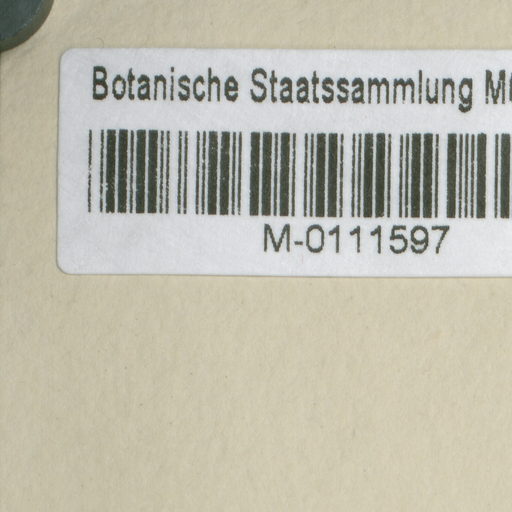 Botanische Staatssammlung
M-0111597